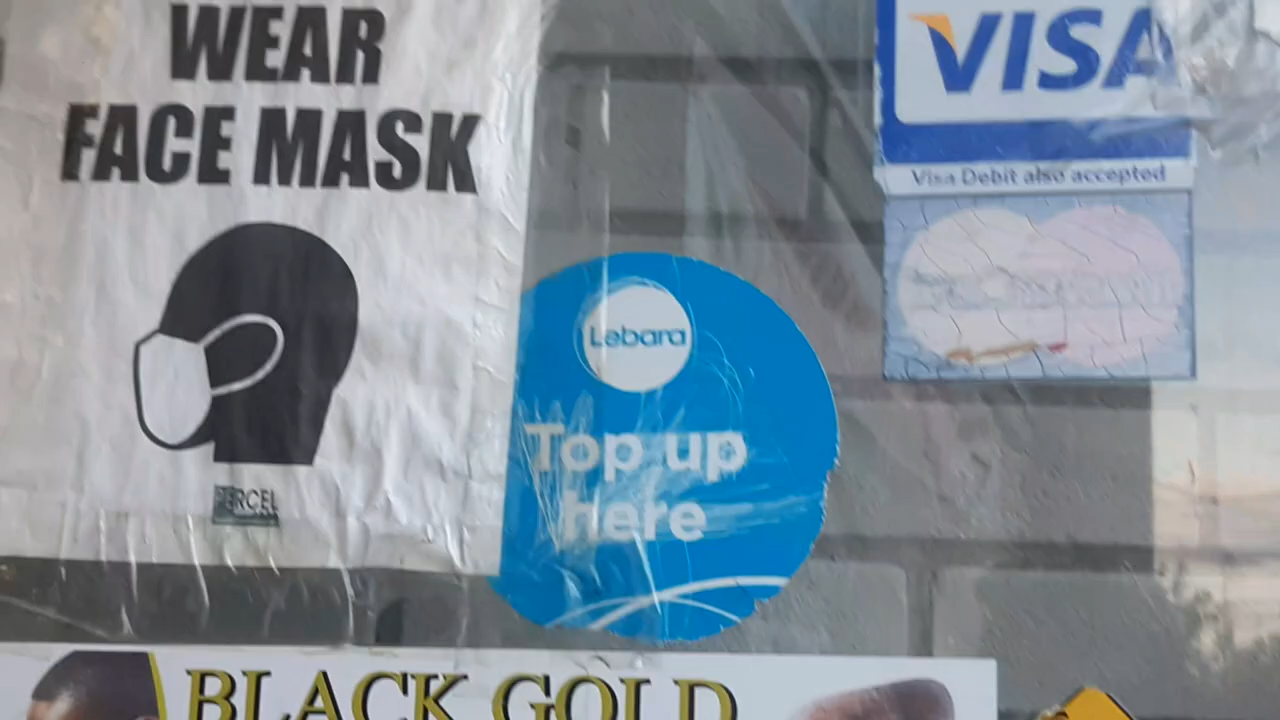 WEAR
FACE MASK
PERCEL
Lebara
Top up
here
VISA
Visa Debit also accepted
BLACK GOLD